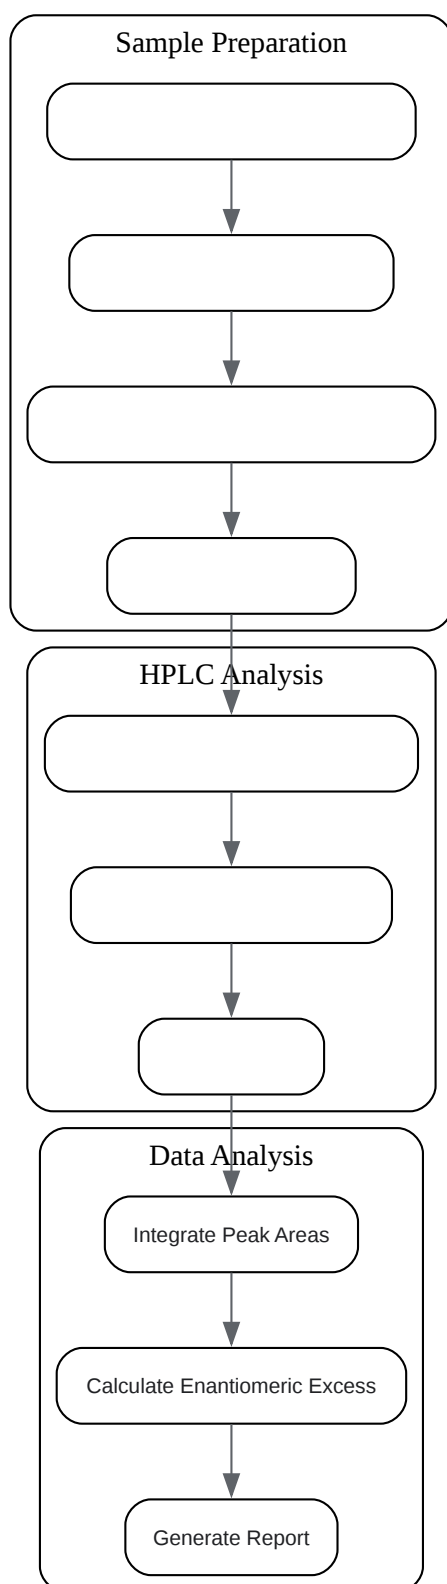 Sample Preparation
HPLC Analysis
Data Analysis
Integrate Peak Areas
Calculate Enantiomeric Excess
Generate Report